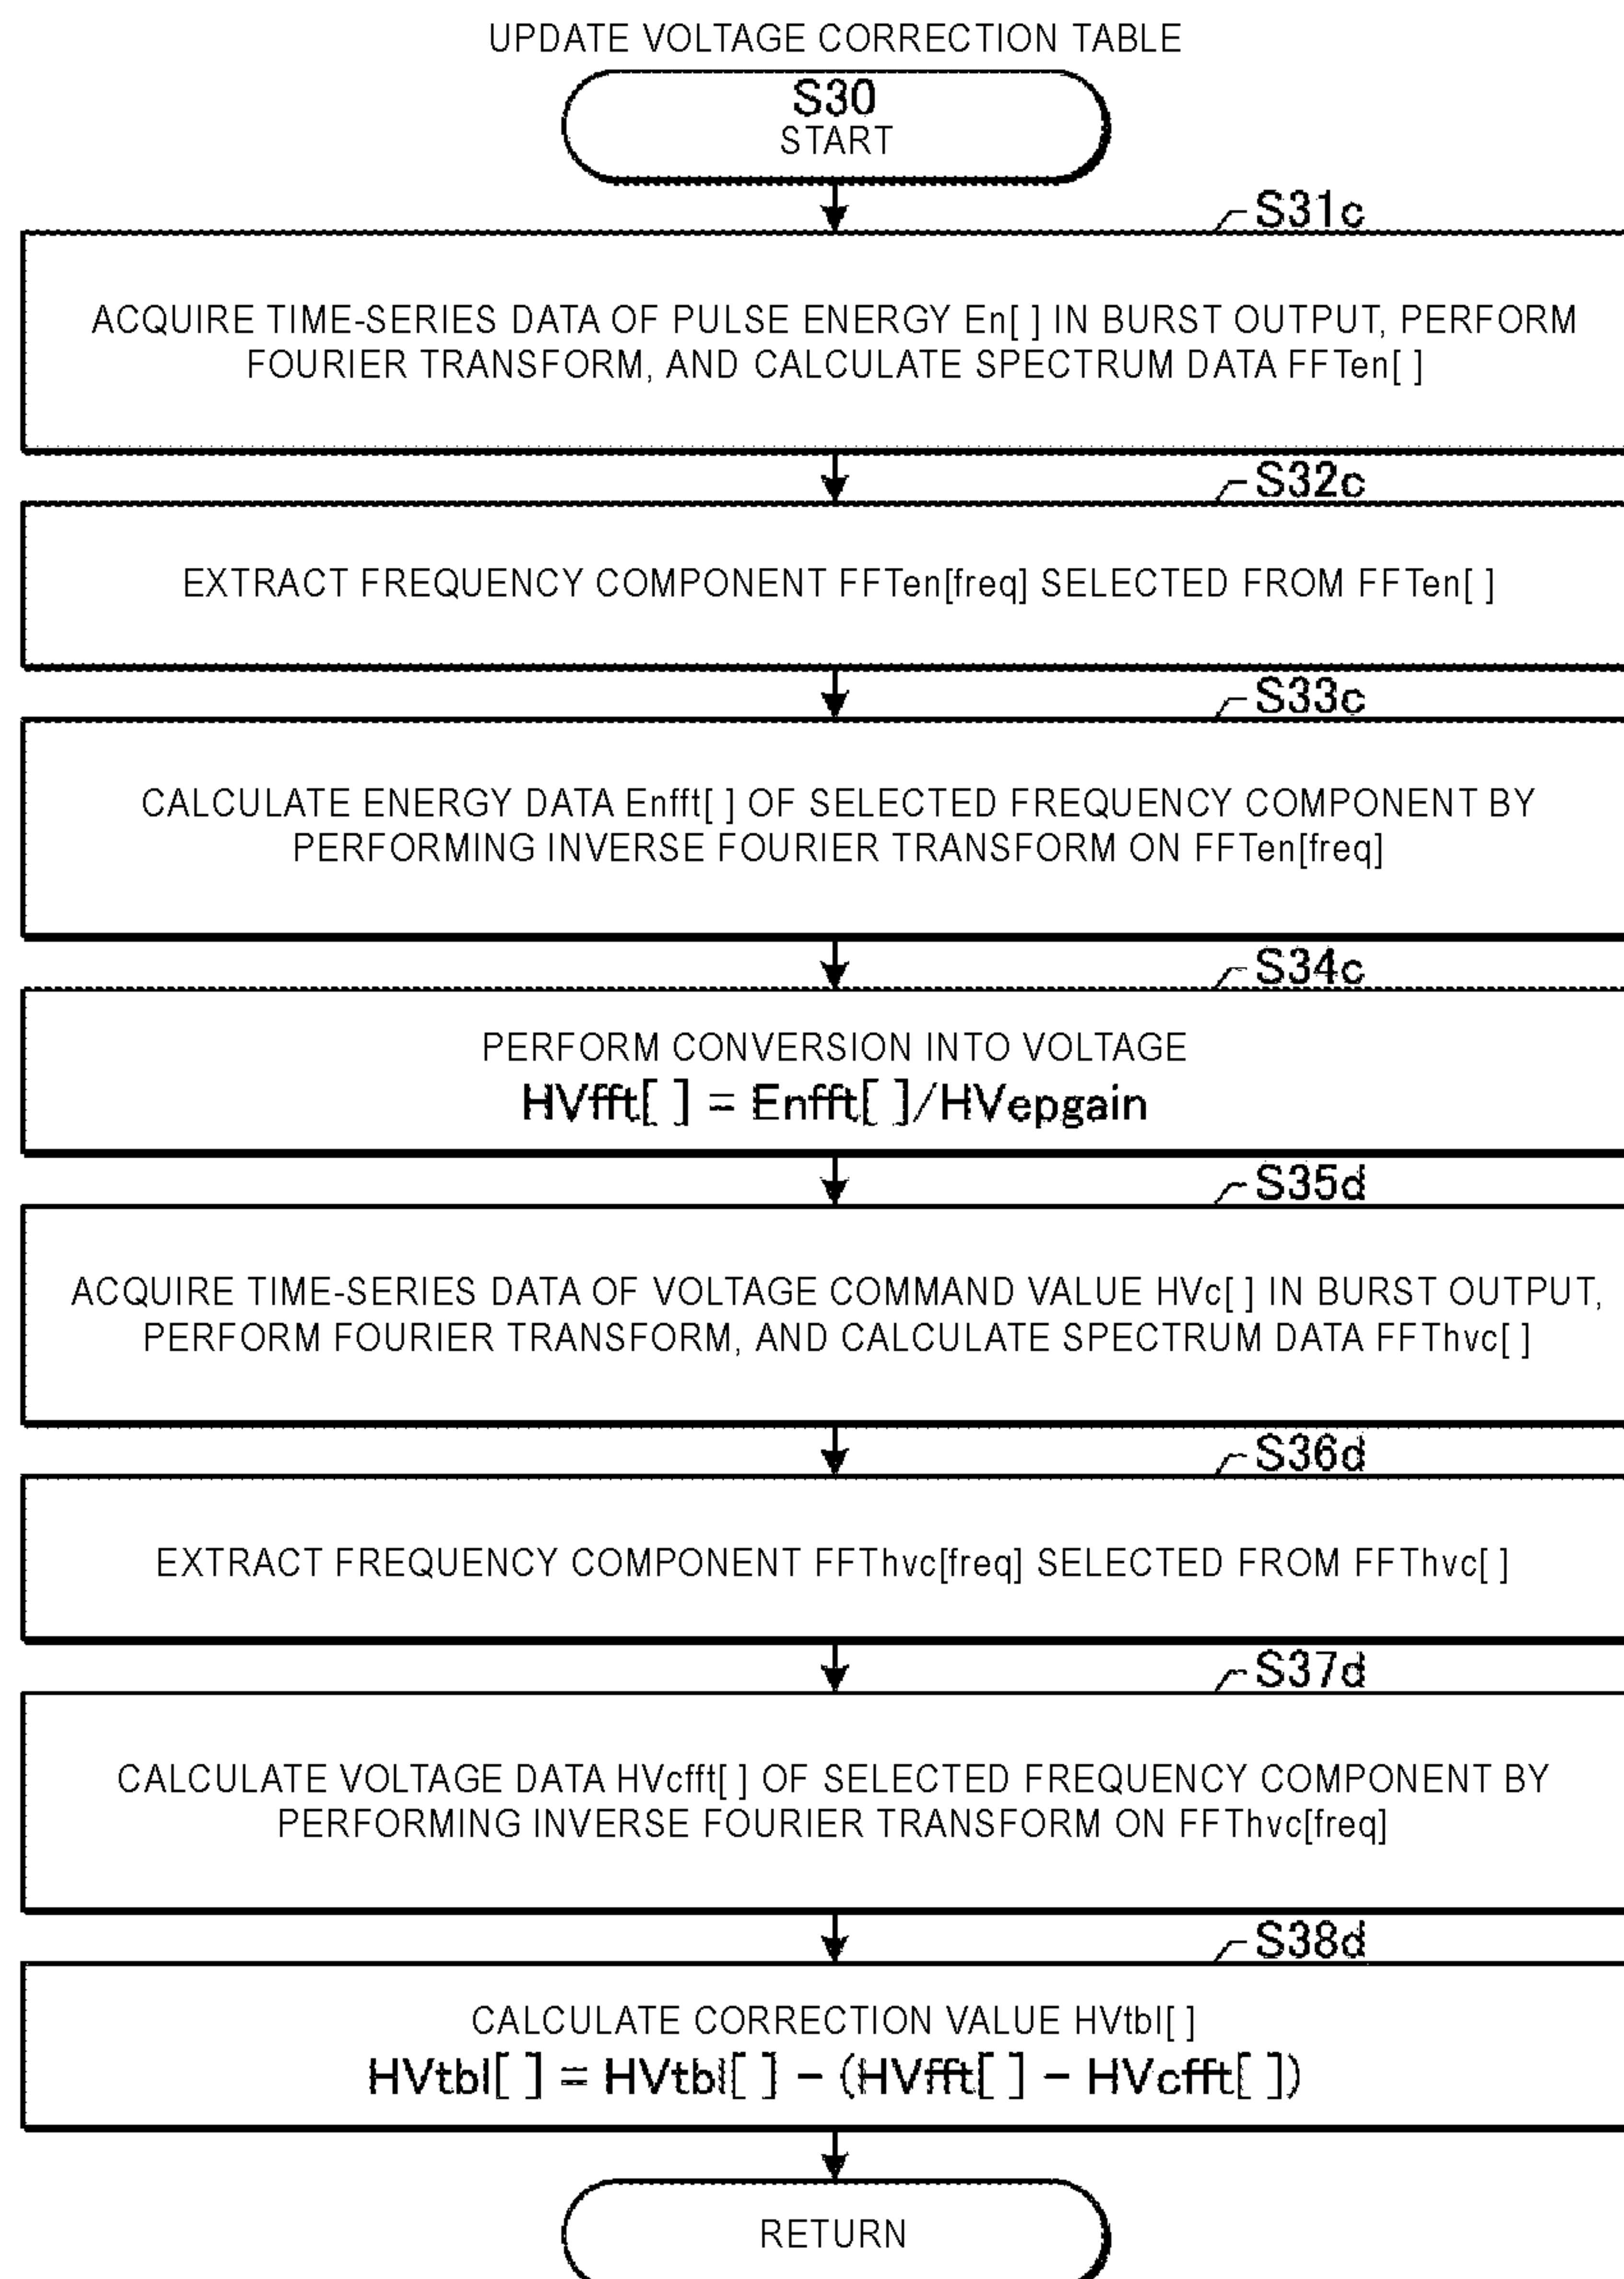 UPDATE VOLTAGE CORRECTION TABLE
S30
START
S31c
ACQUIRE TIME-SERIES DATA OF PULSE ENERGY En[ ] IN BURST OUTPUT, PERFORM
FOURIER TRANSFORM, AND CALCULATE SPECTRUM DATA FFTen[ ]
S32c
EXTRACT FREQUENCY COMPONENT FFTen[freq] SELECTED FROM FFTen[ ]
S33c
CALCULATE ENERGY DATA Enfft[ ] OF SELECTED FREQUENCY COMPONENT BY
PERFORMING INVERSE FOURIER TRANSFORM ON FFTen[freq]
S34c
PERFORM CONVERSION INTO VOLTAGE
HVfft[ ] = Enfft[ ]/HVepgain
S35d
ACQUIRE TIME-SERIES DATA OF VOLTAGE COMMAND VALUE HVc[ ] IN BURST OUTPUT,
PERFORM FOURIER TRANSFORM, AND CALCULATE SPECTRUM DATA FFThvc[ ]
S36d
EXTRACT FREQUENCY COMPONENT FFThvc[freq] SELECTED FROM FFThvc[ ]
S37d
CALCULATE VOLTAGE DATA HVcfft[ ] OF SELECTED FREQUENCY COMPONENT BY
PERFORMING INVERSE FOURIER TRANSFORM ON FFThvc[freq]
S38d
CALCULATE CORRECTION VALUE HVtbl[ ]
HVtbl[ ] = HVtbl[ ] − (HVfft[ ] − HVcfft[ ])
RETURN